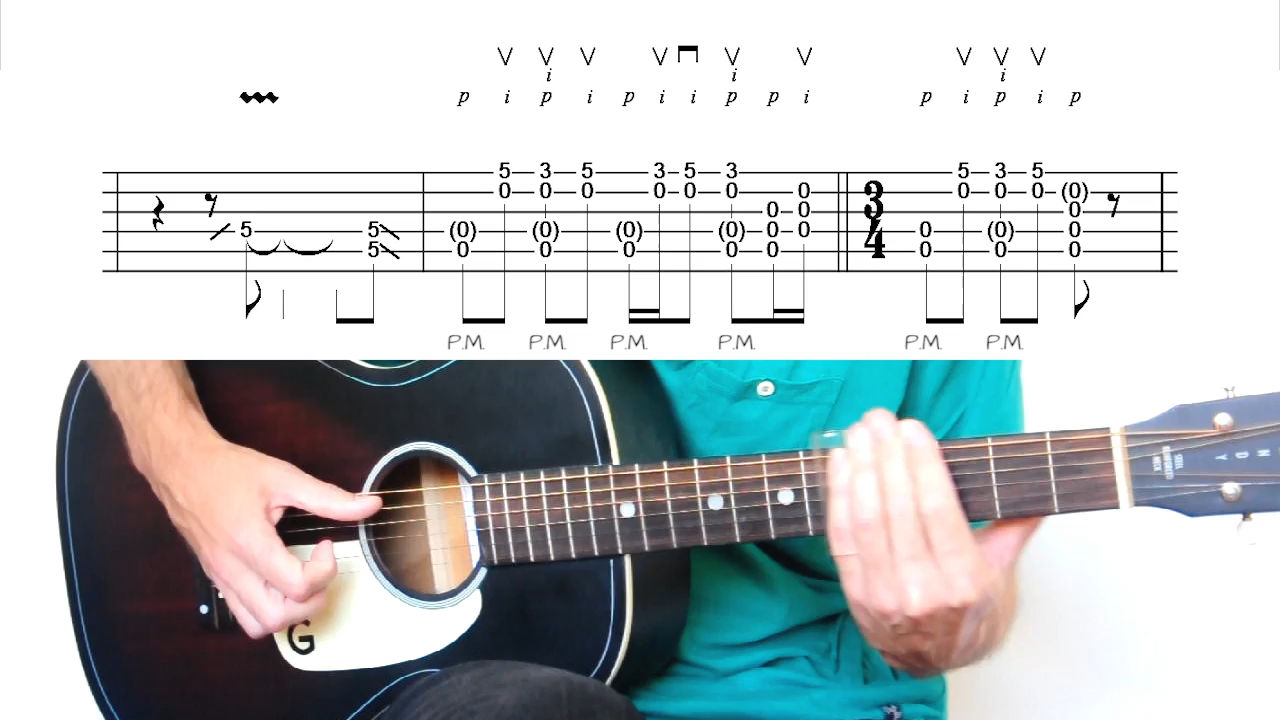 V V V V V V V V V
i i i
p i p i p i i p p i p i p i p
5 3 5 3 5 3 5 3 5
0 0 0 0 0 0 0 0 0 0 (0)
0 0 3 0
5 5 (0) (0) (0) (0) 0 0 4 0 (0) 0
5 0 0 0 0 0 0 0 0
P.M. P.M. P.M. P.M. P.M. P.M.
G
N D Y